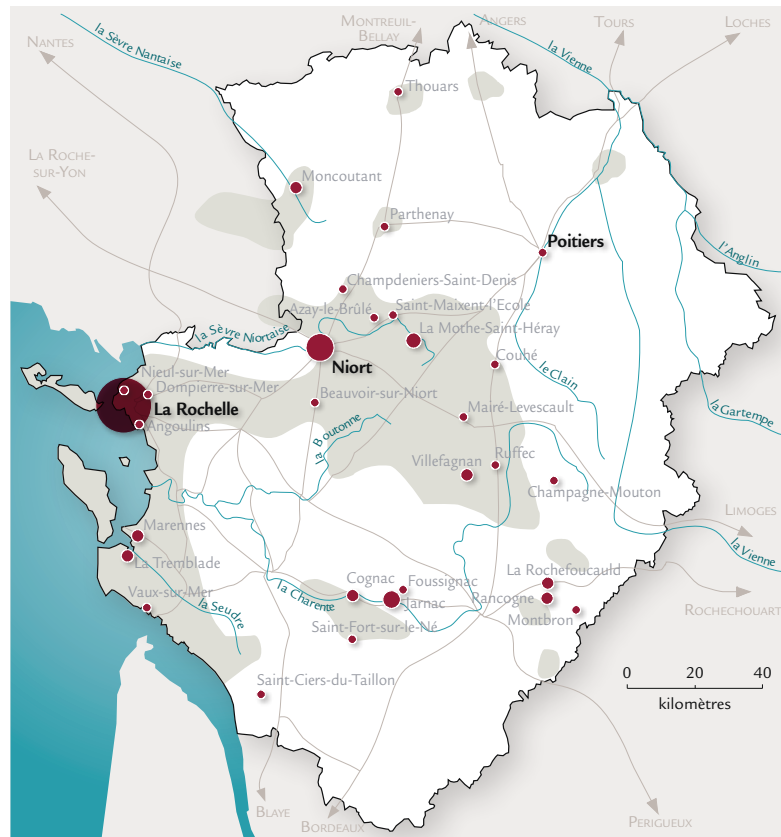 MONTREUIL-
BELLAY
ANGERS
TOURS
LOCHES
NANTES
la Sèvre Nantaise
la Vienne
Thouars
LA ROCHE-
SUR-YON
Moncoutant
Parthenay
Poitiers
l'Anglin
Champdeniers-Saint-Denis
Azay-le-Brûlé
Saint-Maixent-l'Ecole
la Sèvre Niortaise
La Mothe-Saint-Héray
Niort
Couhé
le Clain
Nieul-sur-Mer
Dompierre-sur-Mer
La Rochelle
Beauvoir-sur-Niort
Angoulins
Mairé-Levescault
la Gartempe
la Boutonne
Villefagnan
Ruffec
Champagne-Mouton
LIMOGES
Marennes
la Vienne
La Tremblade
La Rochefoucauld
Cognac
Foussignac
Vaux-sur-Mer
la Seudre
la Charente
Jarnac
Rancogne
ROCHECHOUART
Montbron
Saint-Fort-sur-le-Né
Saint-Ciers-du-Taillon
0 20 40
kilomètres
BLAYE
BORDEAUX
PERIGUEUX